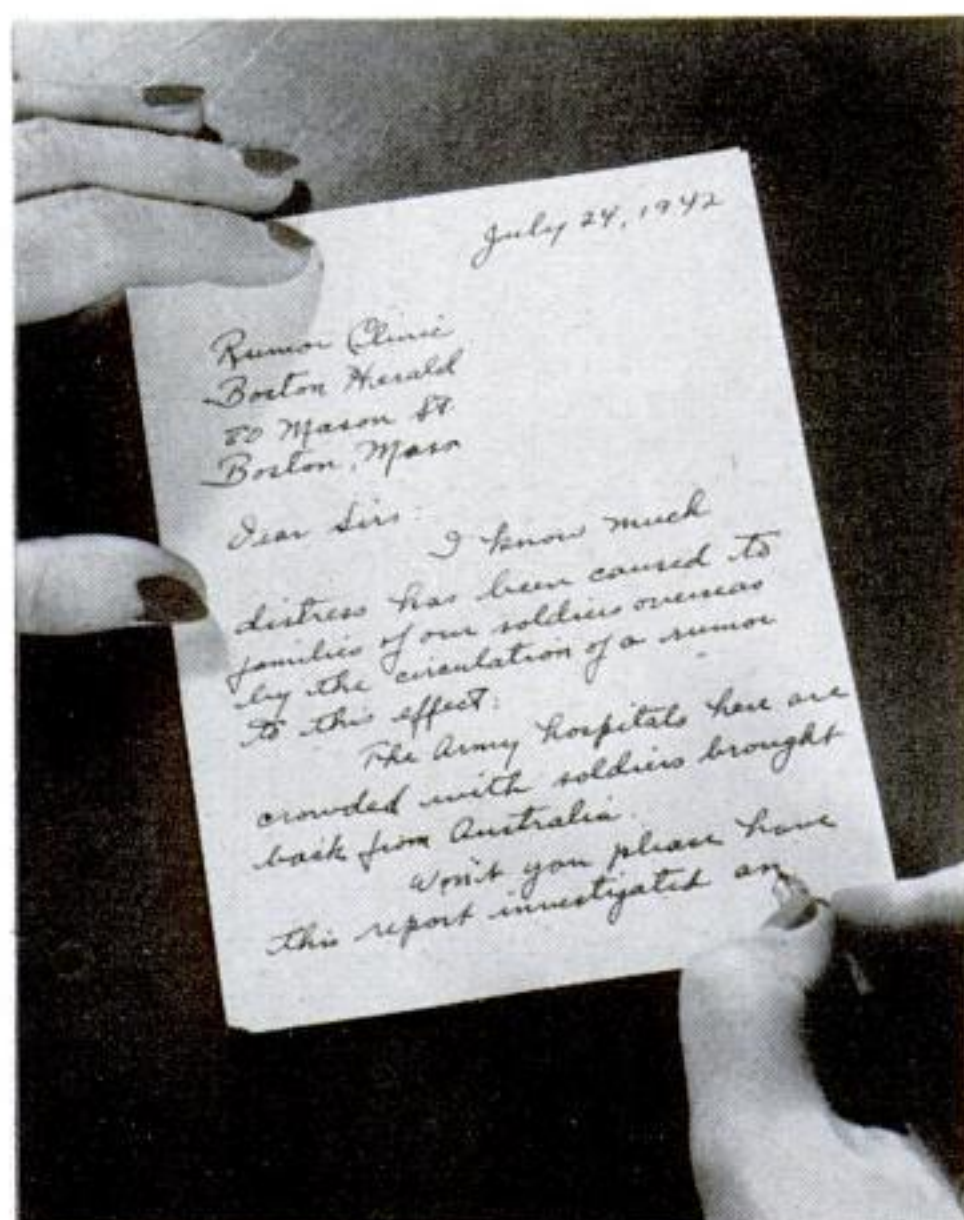 July 24, 1942
Rumor Clinic
Boston Herald
80 Mason St.
Boston, Mass
Dear Sirs:
I know much
distress has been caused to
families of our soldiers overseas
by the circulation of a rumor
to this effect:
The Army hospitals here are
crowded with soldiers brought
back from Australia.
Won't you please have
this report investigated an